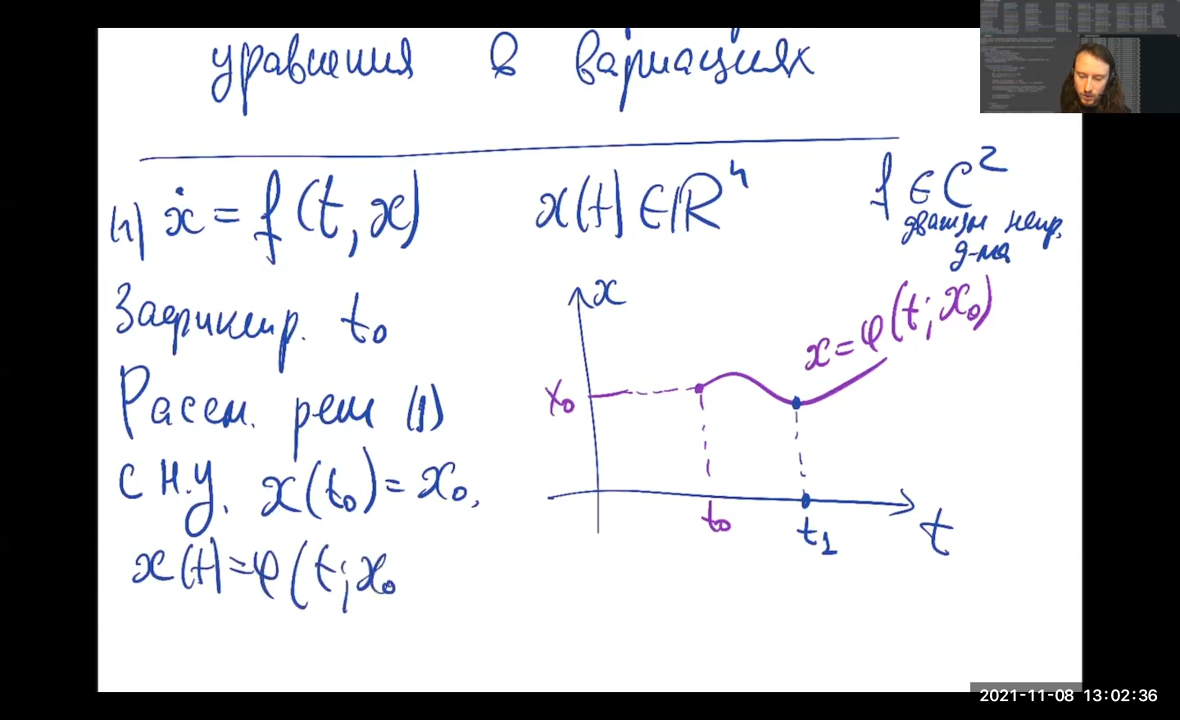 уравнения в вариациях
(1) ẋ = f(t, x) x(t) ∈ ℝⁿ f ∈ C²
дважды непр.
д-ма
Зафиксир. t₀
x
x = φ(t; x₀)
Рассм. реш (1)
x₀
с н.у. x(t₀) = x₀,
t₀ t₁ t
x(t) = φ(t; x₀
2021-11-08 13:02:36